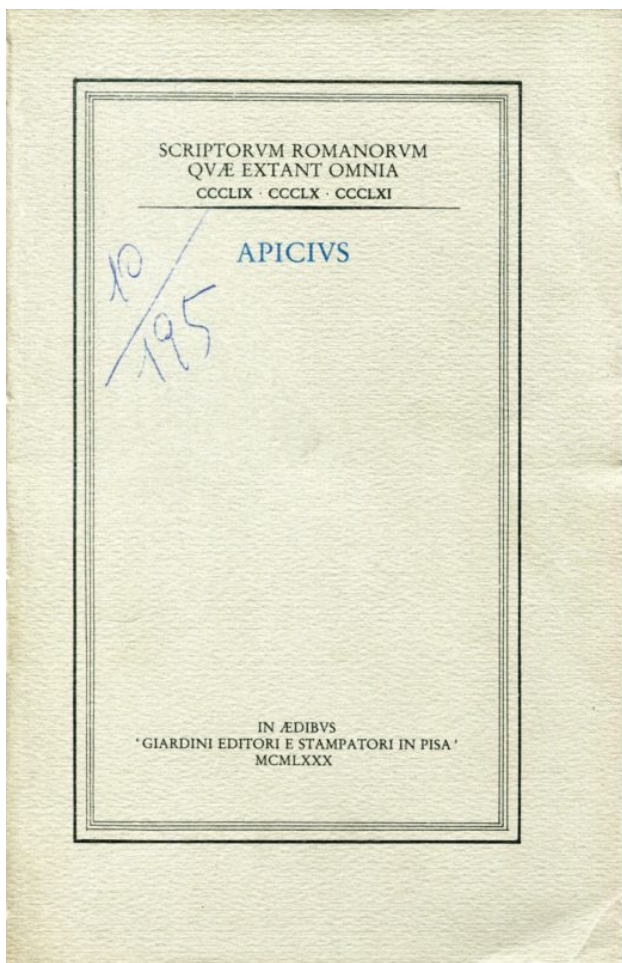 SCRIPTORVM ROMANORVM
QVÆ EXTANT OMNIA
CCCLIX · CCCLX · CCCLXI
APICIVS
10/195
IN ÆDIBVS
'GIARDINI EDITORI E STAMPATORI IN PISA'
MCMLXXX